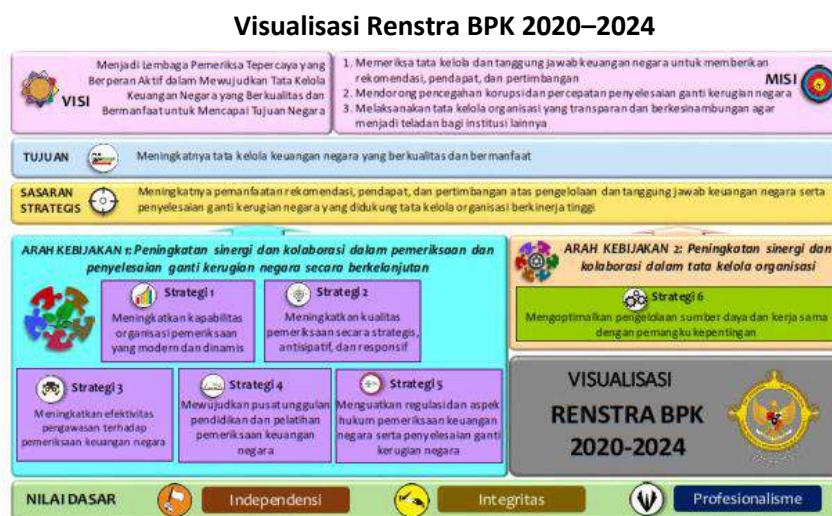 Visualisasi Renstra BPK 2020–2024
VISI
Menjadi Lembaga Pemeriksa Tepercaya yang
Berperan Aktif dalam Mewujudkan Tata Kelola
Keuangan Negara yang Berkualitas dan
Bermanfaat untuk Mencapai Tujuan Negara
MISI
1. Memeriksa tata kelola dan tanggung jawab keuangan negara untuk memberikan
rekomendasi, pendapat, dan pertimbangan
2. Mendorong pencegahan korupsi dan percepatan penyelesaian ganti kerugian negara
3. Melaksanakan tata kelola organisasi yang transparan dan berkesinambungan agar
menjadi teladan bagi institusi lainnya
TUJUAN
Meningkatnya tata kelola keuangan negara yang berkualitas dan bermanfaat
SASARAN
STRATEGIS
Meningkatnya pemanfaatan rekomendasi, pendapat, dan pertimbangan atas pengelolaan dan tanggung jawab keuangan negara serta
penyelesaian ganti kerugian negara yang didukung tata kelola organisasi berkinerja tinggi
ARAH KEBIJAKAN 1: Peningkatan sinergi dan kolaborasi dalam pemeriksaan dan
penyelesaian ganti kerugian negara secara berkelanjutan
Strategi 1
Meningkatkan kapabilitas
organisasi pemeriksaan
yang modern dan dinamis
Strategi 2
Meningkatkan kualitas
pemeriksaan secara strategis,
antisipatif, dan responsif
Strategi 3
Meningkatkan efektivitas
pengawasan terhadap
pemeriksaan keuangan negara
Strategi 4
Mewujudkan pusat unggulan
pendidikan dan pelatihan
pemeriksaan keuangan
negara
Strategi 5
Menguatkan regulasi dan aspek
hukum pemeriksaan keuangan
negara serta penyelesaian ganti
kerugian negara
ARAH KEBIJAKAN 2: Peningkatan sinergi dan
kolaborasi dalam tata kelola organisasi
Strategi 6
Mengoptimalkan pengelolaan sumber daya dan kerja sama
dengan pemangku kepentingan
VISUALISASI
RENSTRA BPK
2020-2024
NILAI DASAR
Independensi
Integritas
Profesionalisme